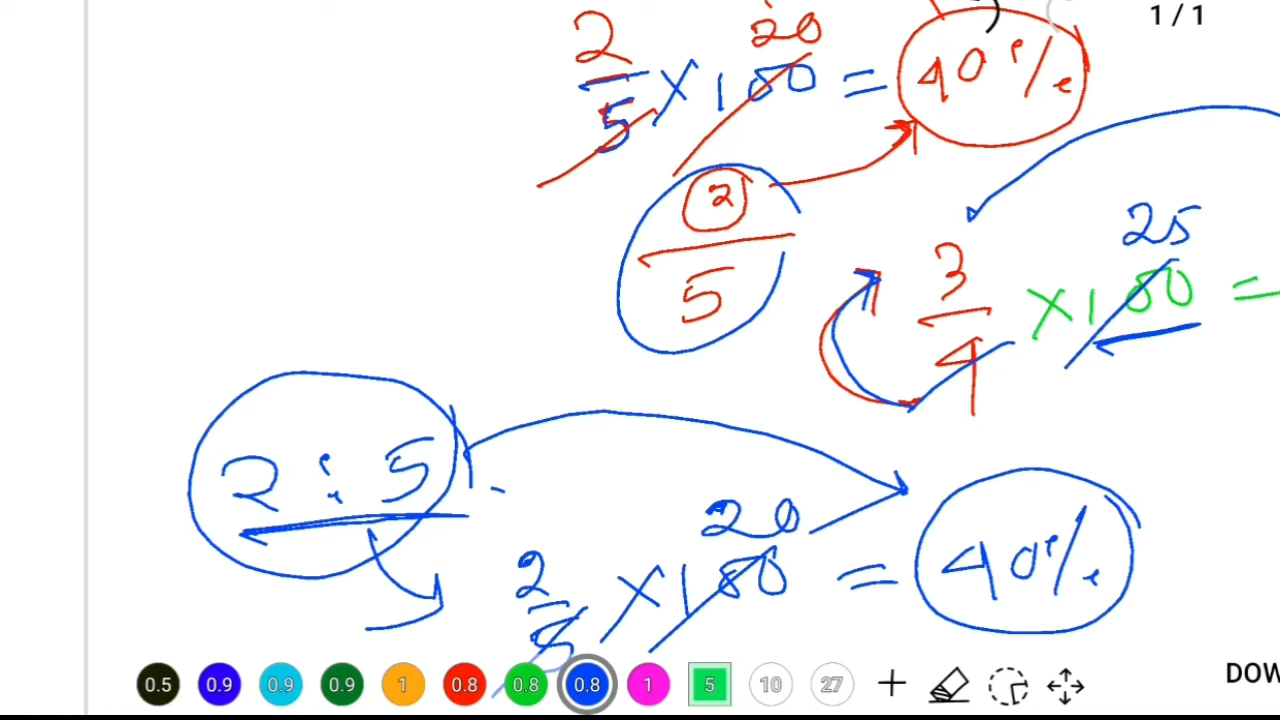 1 / 1
20
2/5 × 100 = 40%
2/5
25
3/4 × 100 =
2 : 5
20
2/5 × 100 = 40%
0.5 0.9 0.9 0.9 1 0.8 0.8 0.8 1 5 10 27
DOW